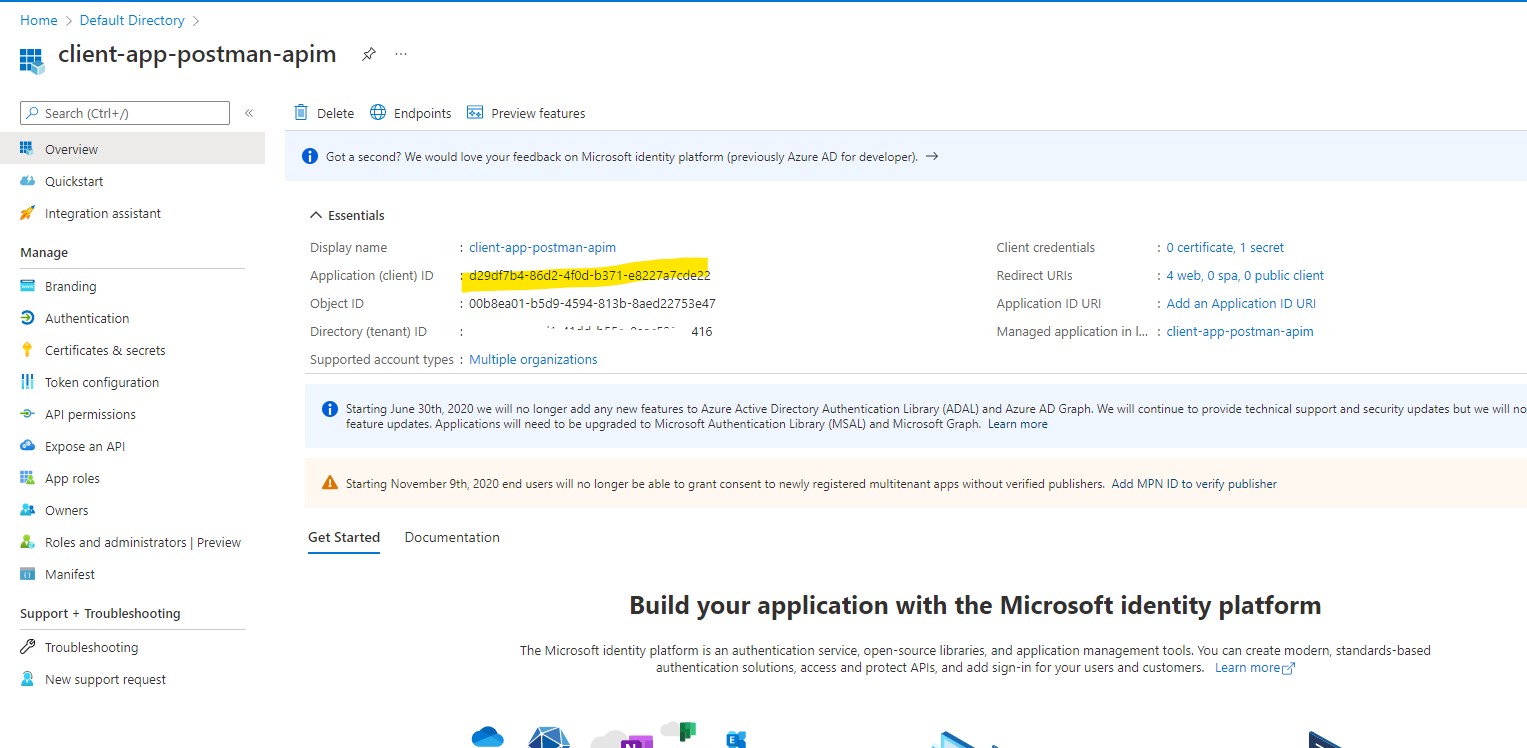 Home > Default Directory >
client-app-postman-apim ...
Search (Ctrl+/) «
Overview
Quickstart
Integration assistant
Manage
Branding
Authentication
Certificates & secrets
Token configuration
API permissions
Expose an API
App roles
Owners
Roles and administrators | Preview
Manifest
Support + Troubleshooting
Troubleshooting
New support request
Delete Endpoints Preview features
Got a second? We would love your feedback on Microsoft identity platform (previously Azure AD for developer). →
Essentials
Display name : client-app-postman-apim
Application (client) ID : d29df7b4-86d2-4f0d-b371-e8227a7cde22
Object ID : 00b8ea01-b5d9-4594-813b-8aed22753e47
Directory (tenant) ID : 416
Supported account types : Multiple organizations
Client credentials : 0 certificate, 1 secret
Redirect URIs : 4 web, 0 spa, 0 public client
Application ID URI : Add an Application ID URI
Managed application in l... : client-app-postman-apim
Starting June 30th, 2020 we will no longer add any new features to Azure Active Directory Authentication Library (ADAL) and Azure AD Graph. We will continue to provide technical support and security updates but we will no
feature updates. Applications will need to be upgraded to Microsoft Authentication Library (MSAL) and Microsoft Graph. Learn more
Starting November 9th, 2020 end users will no longer be able to grant consent to newly registered multitenant apps without verified publishers. Add MPN ID to verify publisher
Get Started Documentation
Build your application with the Microsoft identity platform
The Microsoft identity platform is an authentication service, open-source libraries, and application management tools. You can create modern, standards-based
authentication solutions, access and protect APIs, and add sign-in for your users and customers. Learn more